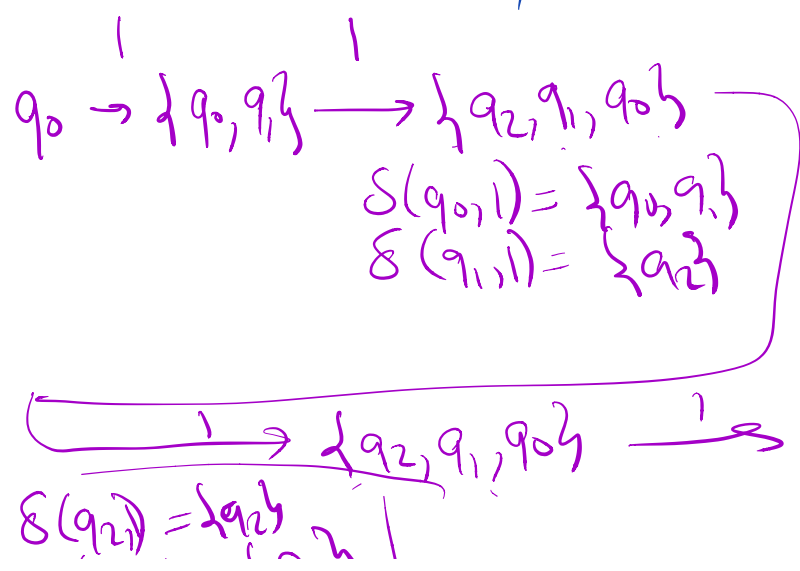 1 1
q0 → {q0, q1} → {q2, q1, q0}
δ(q0, 1) = {q0, q1}
δ(q1, 1) = {q2}
1 1
→ {q2, q1, q0} →
δ(q2, 1) = {q2}